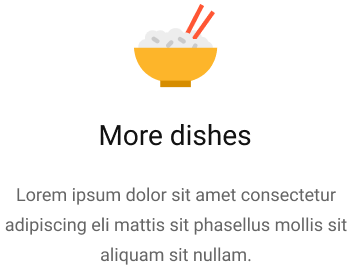 More dishes
Lorem ipsum dolor sit amet consectetur
adipiscing eli mattis sit phasellus mollis sit
aliquam sit nullam.